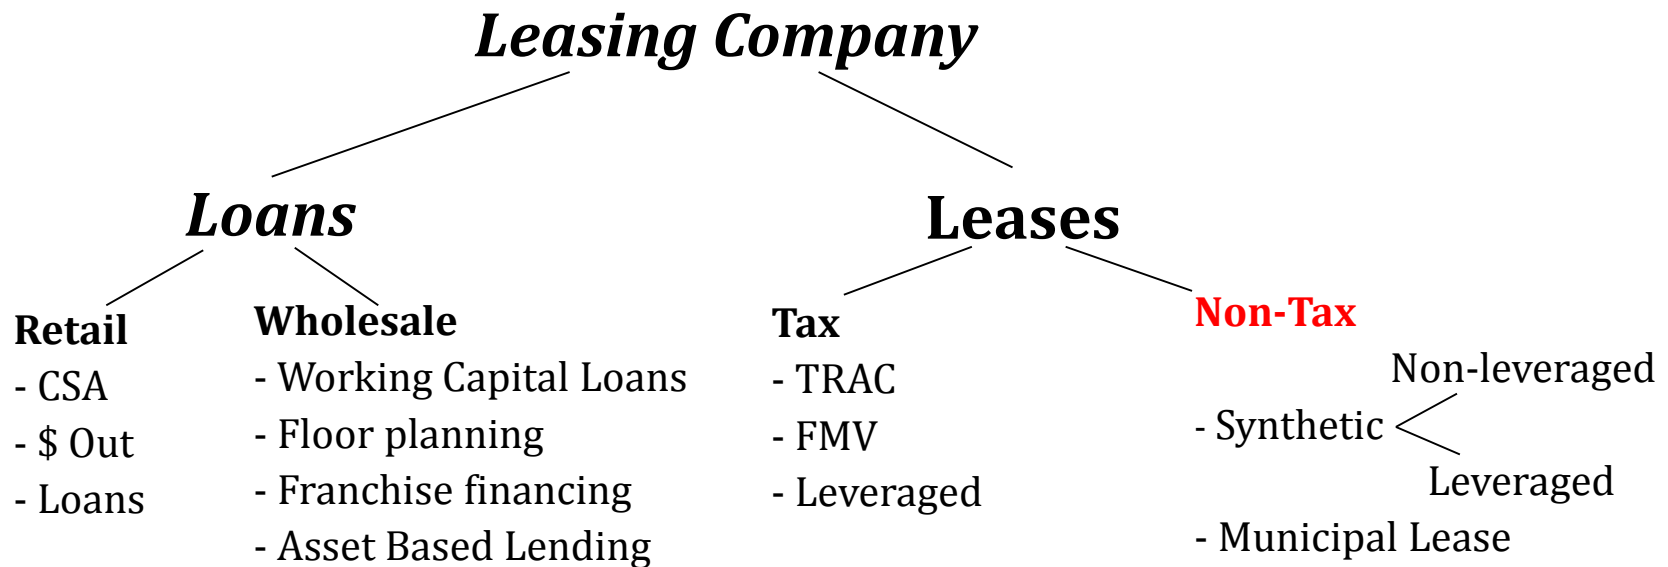 Leasing Company
Loans
Leases
Retail
- CSA
- $ Out
- Loans
Wholesale
- Working Capital Loans
- Floor planning
- Franchise financing
- Asset Based Lending
Tax
- TRAC
- FMV
- Leveraged
Non-Tax
Non-leveraged
- Synthetic
Leveraged
- Municipal Lease